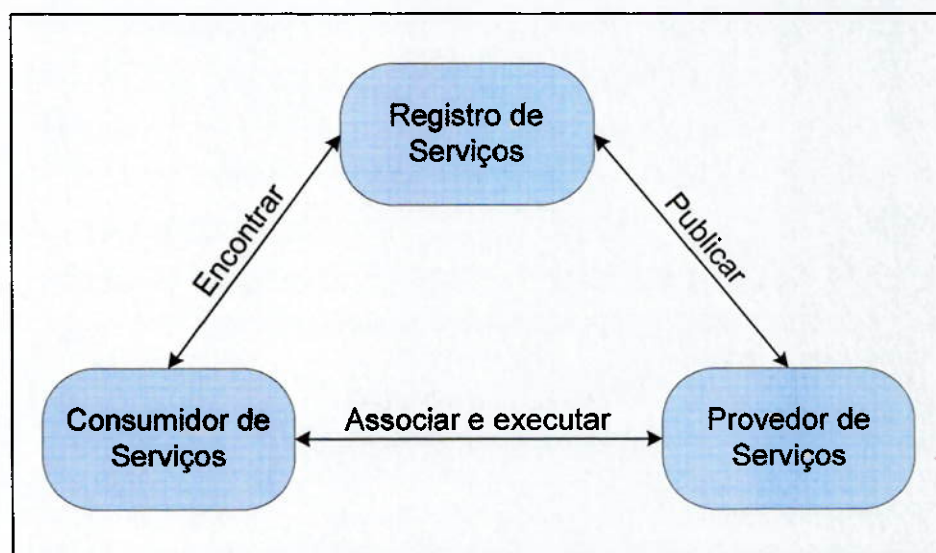 Registro de
Serviços
Encontrar
Publicar
Consumidor de
Serviços
Associar e executar
Provedor de
Serviços